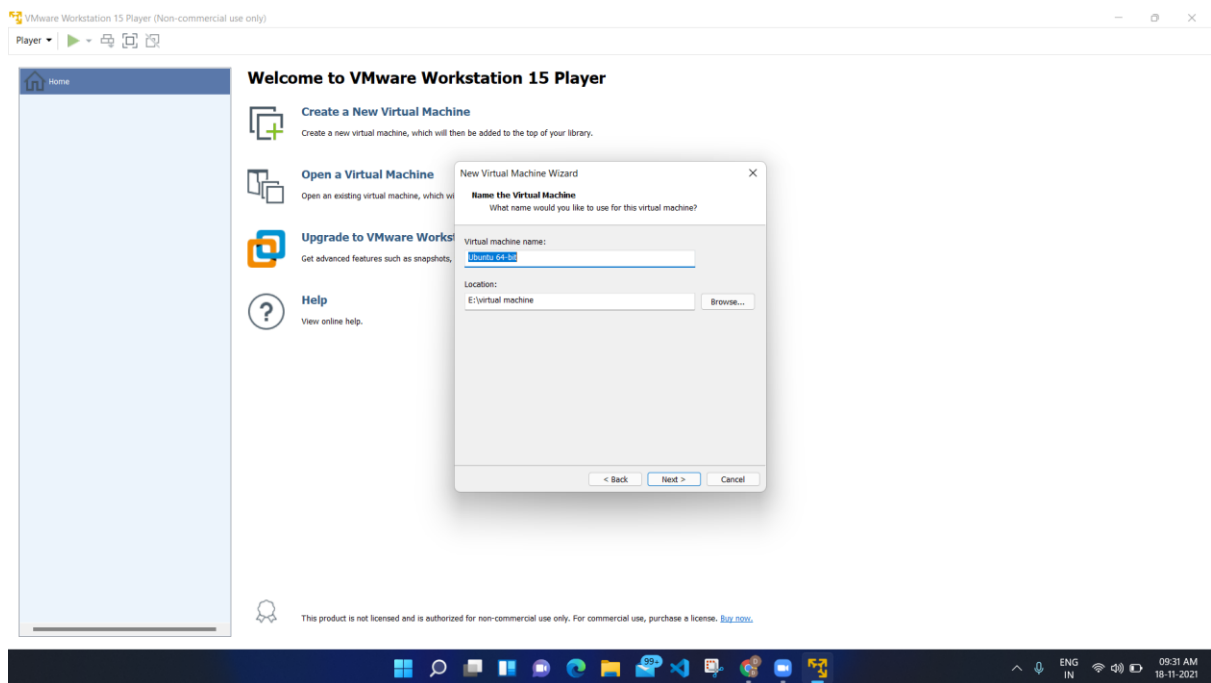 VMware Workstation 15 Player (Non-commercial use only)
Player
Home
Welcome to VMware Workstation 15 Player
Create a New Virtual Machine
Create a new virtual machine, which will then be added to the top of your library.
Open a Virtual Machine
Open an existing virtual machine, which wi
Upgrade to VMware Works
Get advanced features such as snapshots,
Help
View online help.
New Virtual Machine Wizard
Name the Virtual Machine
What name would you like to use for this virtual machine?
Virtual machine name:
Ubuntu 64-bit
Location:
E:\virtual machine
Browse...
< Back Next > Cancel
This product is not licensed and is authorized for non-commercial use only. For commercial use, purchase a license. Buy now.
99+
ENG
IN
09:31 AM
18-11-2021